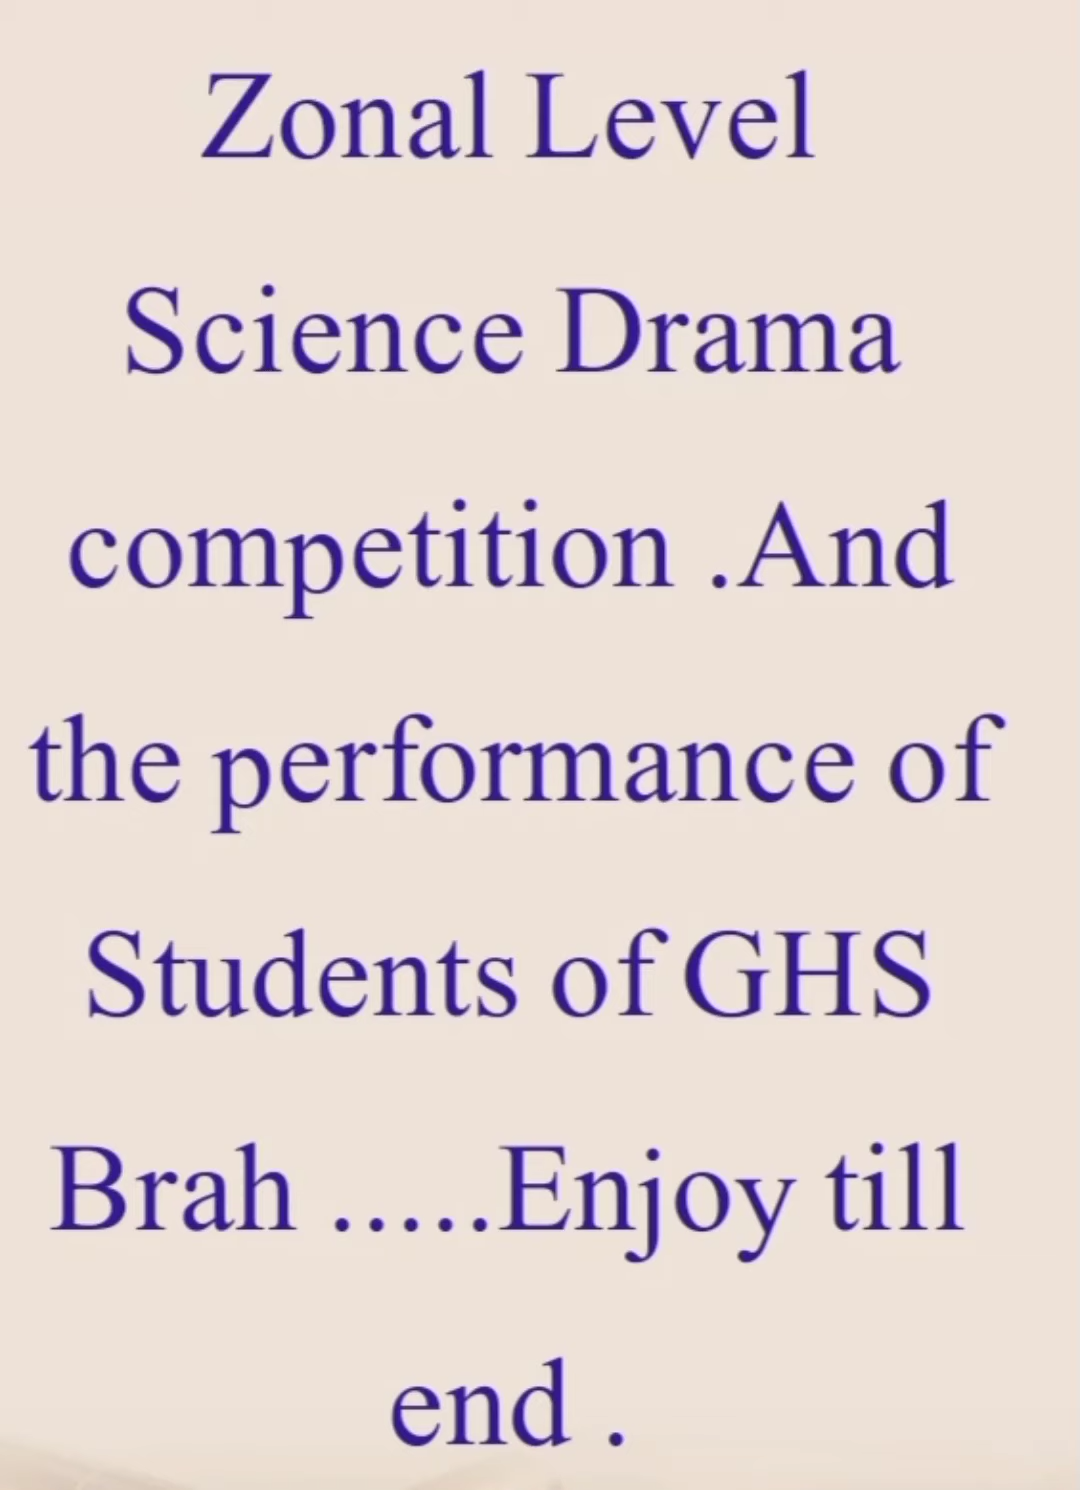 Zonal Level
Science Drama
competition .And
the performance of
Students of GHS
Brah .....Enjoy till
end .